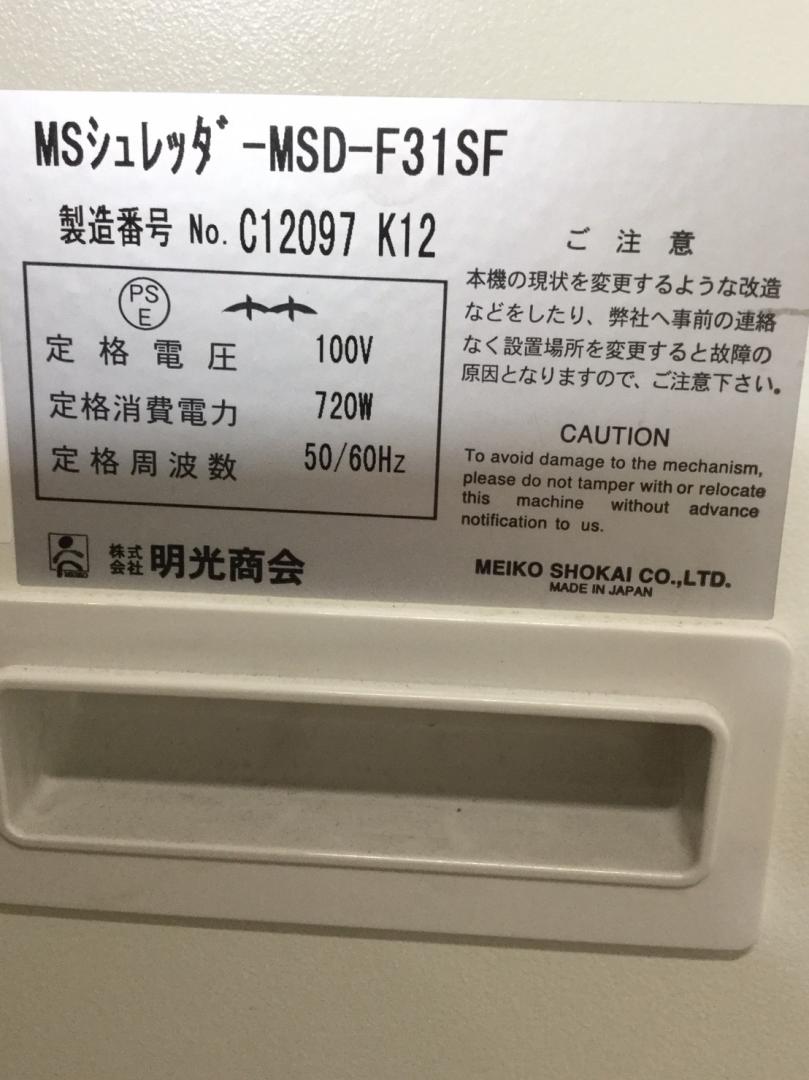 MSシュレッダ゙-MSD-F31SF
製造番号 No. C12097 K12
PS
E
定格電圧 100V
定格消費電力 720W
定格周波数 50/60Hz
株式
会社 明光商会
ご注意
本機の現状を変更するような改造
などをしたり、弊社へ事前の連絡
なく設置場所を変更すると故障の
原因となりますので、ご注意下さい。
CAUTION
To avoid damage to the mechanism,
please do not tamper with or relocate
this machine without advance
notification to us.
MEIKO SHOKAI CO.,LTD.
MADE IN JAPAN